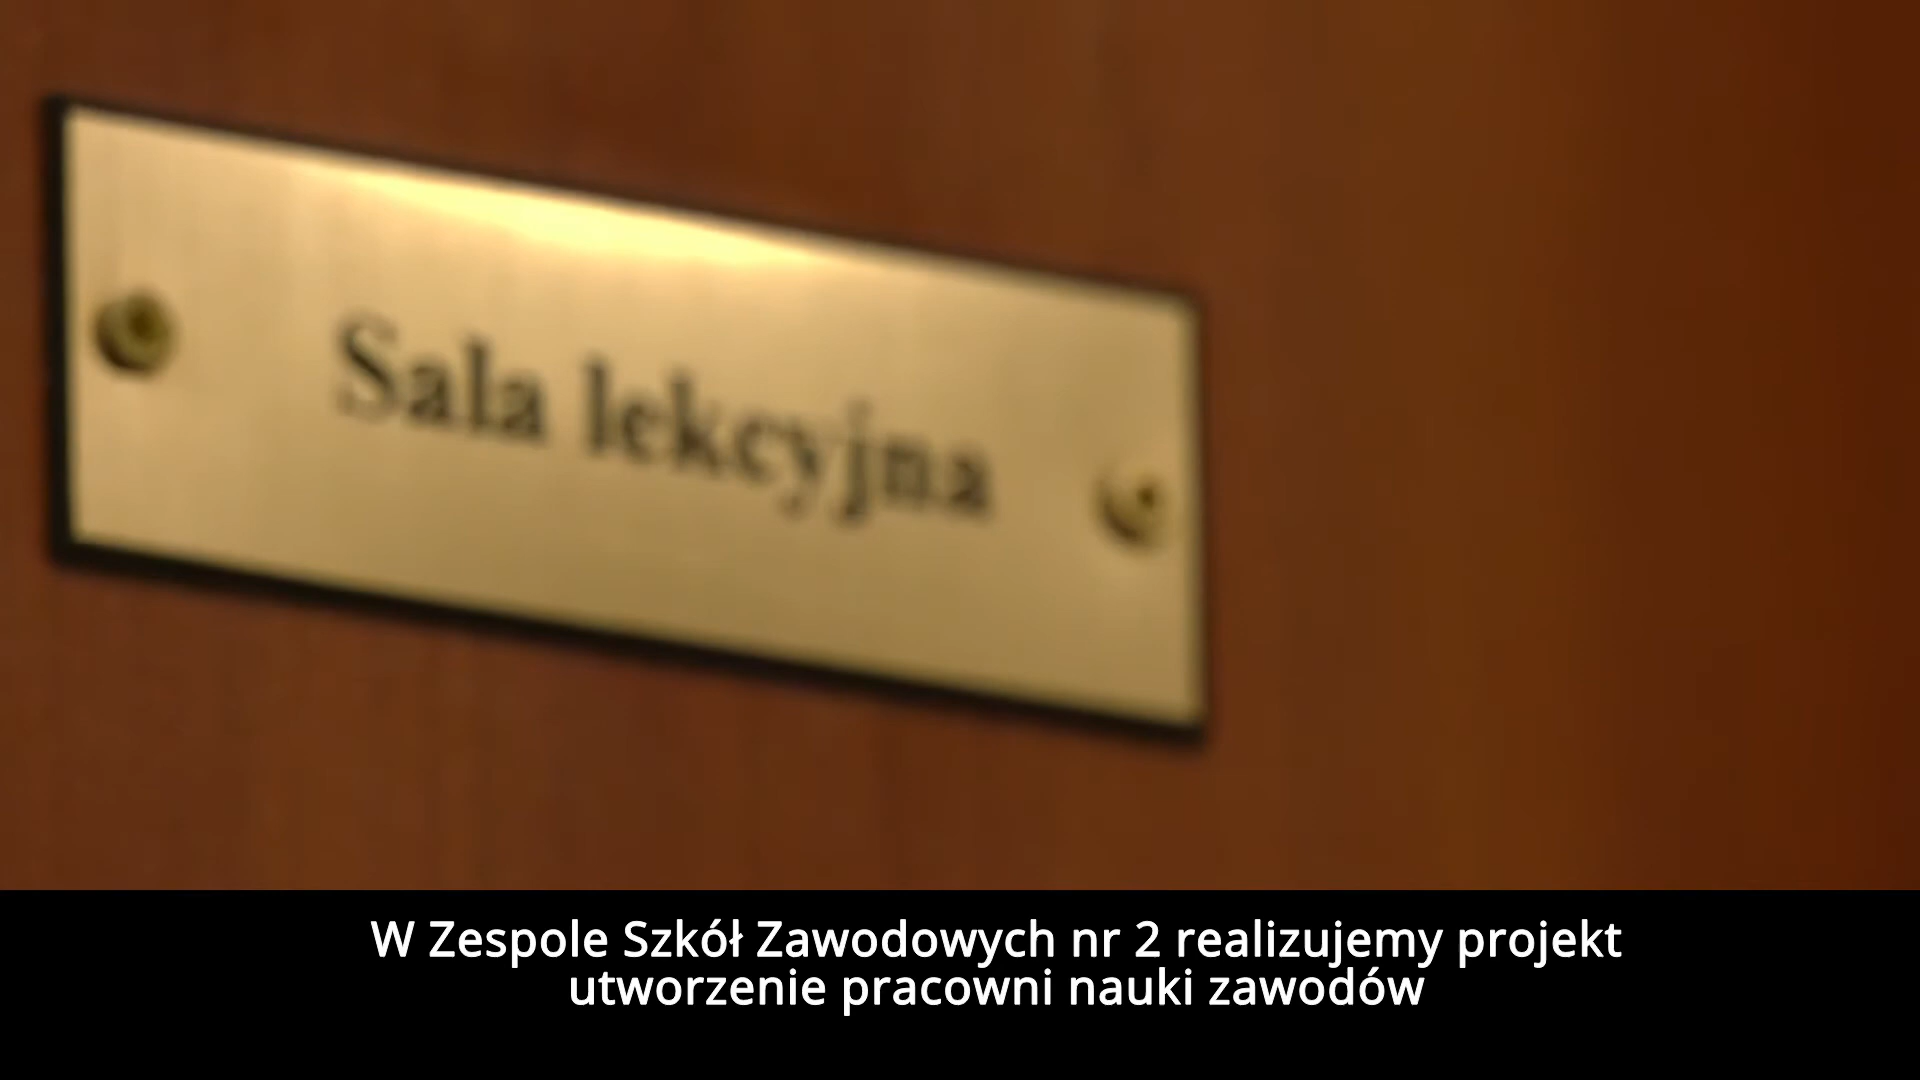 Sala lekcyjna
W Zespole Szkół Zawodowych nr 2 realizujemy projekt
utworzenie pracowni nauki zawodów